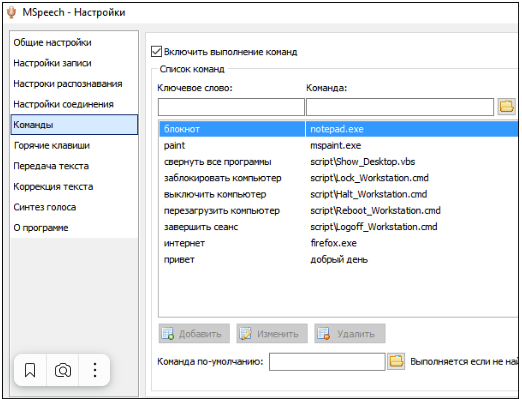 MSpeech - Настройки
Общие настройки
Настройки записи
Настроки распознавания
Настройки соединения
Команды
Горячие клавиши
Передача текста
Коррекция текста
Синтез голоса
О программе
Включить выполнение команд
Список команд
Ключевое слово: Команда:
блокнот notepad.exe
paint mspaint.exe
свернуть все программы script\Show_Desktop.vbs
заблокировать компьютер script\Lock_Workstation.cmd
выключить компьютер script\Halt_Workstation.cmd
перезагрузить компьютер script\Reboot_Workstation.cmd
завершить сеанс script\Logoff_Workstation.cmd
интернет firefox.exe
привет добрый день
Добавить Изменить Удалить
Команда по-умолчанию: Выполняется если не най